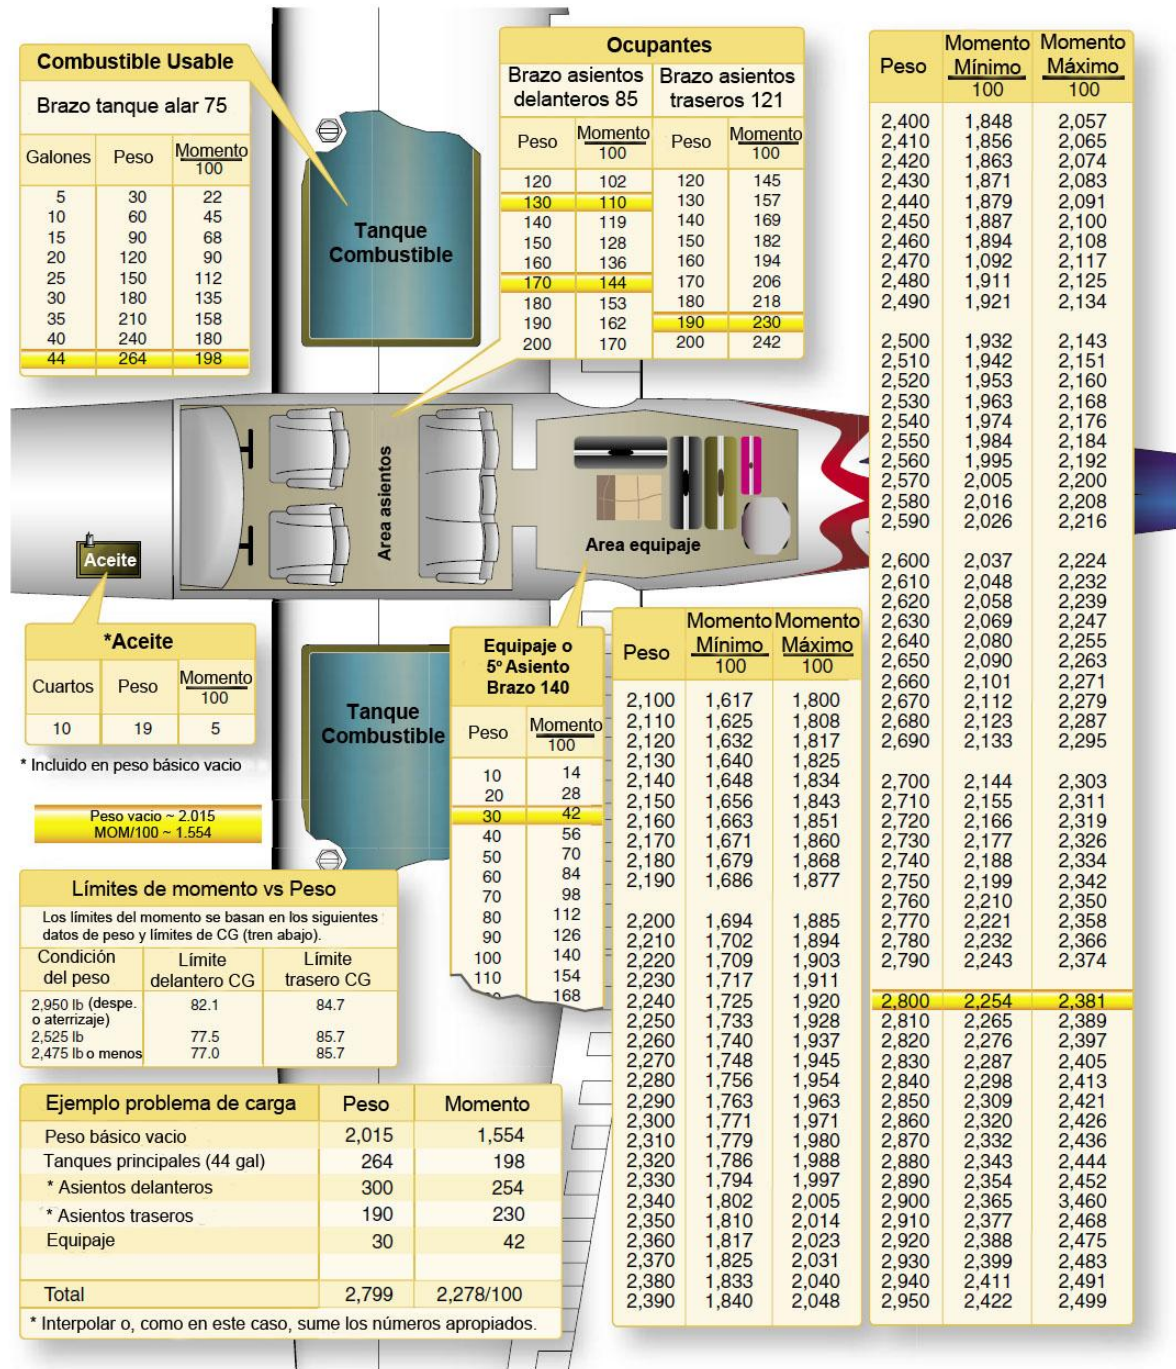 Combustible Usable
Brazo tanque alar 75
Galones Peso Momento
100
5 30 22
10 60 45
15 90 68
20 120 90
25 150 112
30 180 135
35 210 158
40 240 180
44 264 198
Tanque
Combustible
Ocupantes
Brazo asientos Brazo asientos
delanteros 85 traseros 121
Peso Momento Peso Momento
100 100
120 102 120 145
130 110 130 157
140 119 140 169
150 128 150 182
160 136 160 194
170 144 170 206
180 153 180 218
190 162 190 230
200 170 200 242
Area asientos
Area equipaje
Aceite
*Aceite
Cuartos Peso Momento
100
10 19 5
* Incluido en peso básico vacio
Peso vacio ~ 2.015
MOM/100 ~ 1.554
Tanque
Combustible
Equipaje o
5º Asiento
Brazo 140
Peso Momento
100
10 14
20 28
30 42
40 56
50 70
60 84
70 98
80 112
90 126
100 140
110 154
168
Límites de momento vs Peso
Los límites del momento se basan en los siguientes
datos de peso y límites de CG (tren abajo).
Condición Límite Límite
del peso delantero CG trasero CG
2,950 lb (despe. 82.1 84.7
o aterrizaje)
2,525 lb 77.5 85.7
2,475 lb o menos 77.0 85.7
Ejemplo problema de carga Peso Momento
Peso básico vacio 2,015 1,554
Tanques principales (44 gal) 264 198
* Asientos delanteros 300 254
* Asientos traseros 190 230
Equipaje 30 42
Total 2,799 2,278/100
* Interpolar o, como en este caso, sume los números apropiados.
Momento Momento
Peso Mínimo Máximo
100 100
2,100 1,617 1,800
2,110 1,625 1,808
2,120 1,632 1,817
2,130 1,640 1,825
2,140 1,648 1,834
2,150 1,656 1,843
2,160 1,663 1,851
2,170 1,671 1,860
2,180 1,679 1,868
2,190 1,686 1,877
2,200 1,694 1,885
2,210 1,702 1,894
2,220 1,709 1,903
2,230 1,717 1,911
2,240 1,725 1,920
2,250 1,733 1,928
2,260 1,740 1,937
2,270 1,748 1,945
2,280 1,756 1,954
2,290 1,763 1,963
2,300 1,771 1,971
2,310 1,779 1,980
2,320 1,786 1,988
2,330 1,794 1,997
2,340 1,802 2,005
2,350 1,810 2,014
2,360 1,817 2,023
2,370 1,825 2,031
2,380 1,833 2,040
2,390 1,840 2,048
Momento Momento
Peso Mínimo Máximo
100 100
2,400 1,848 2,057
2,410 1,856 2,065
2,420 1,863 2,074
2,430 1,871 2,083
2,440 1,879 2,091
2,450 1,887 2,100
2,460 1,894 2,108
2,470 1,092 2,117
2,480 1,911 2,125
2,490 1,921 2,134
2,500 1,932 2,143
2,510 1,942 2,151
2,520 1,953 2,160
2,530 1,963 2,168
2,540 1,974 2,176
2,550 1,984 2,184
2,560 1,995 2,192
2,570 2,005 2,200
2,580 2,016 2,208
2,590 2,026 2,216
2,600 2,037 2,224
2,610 2,048 2,232
2,620 2,058 2,239
2,630 2,069 2,247
2,640 2,080 2,255
2,650 2,090 2,263
2,660 2,101 2,271
2,670 2,112 2,279
2,680 2,123 2,287
2,690 2,133 2,295
2,700 2,144 2,303
2,710 2,155 2,311
2,720 2,166 2,319
2,730 2,177 2,326
2,740 2,188 2,334
2,750 2,199 2,342
2,760 2,210 2,350
2,770 2,221 2,358
2,780 2,232 2,366
2,790 2,243 2,374
2,800 2,254 2,381
2,810 2,265 2,389
2,820 2,276 2,397
2,830 2,287 2,405
2,840 2,298 2,413
2,850 2,309 2,421
2,860 2,320 2,426
2,870 2,332 2,436
2,880 2,343 2,444
2,890 2,354 2,452
2,900 2,365 3,460
2,910 2,377 2,468
2,920 2,388 2,475
2,930 2,399 2,483
2,940 2,411 2,491
2,950 2,422 2,499